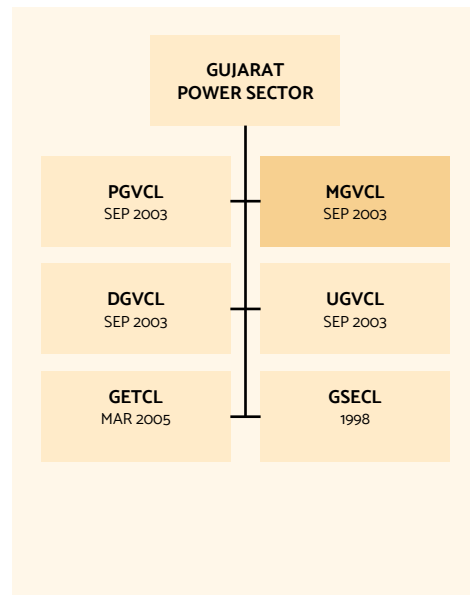 GUJARAT
POWER SECTOR
PGVCL
SEP 2003
MGVCL
SEP 2003
DGVCL
SEP 2003
UGVCL
SEP 2003
GETCL
MAR 2005
GSECL
1998